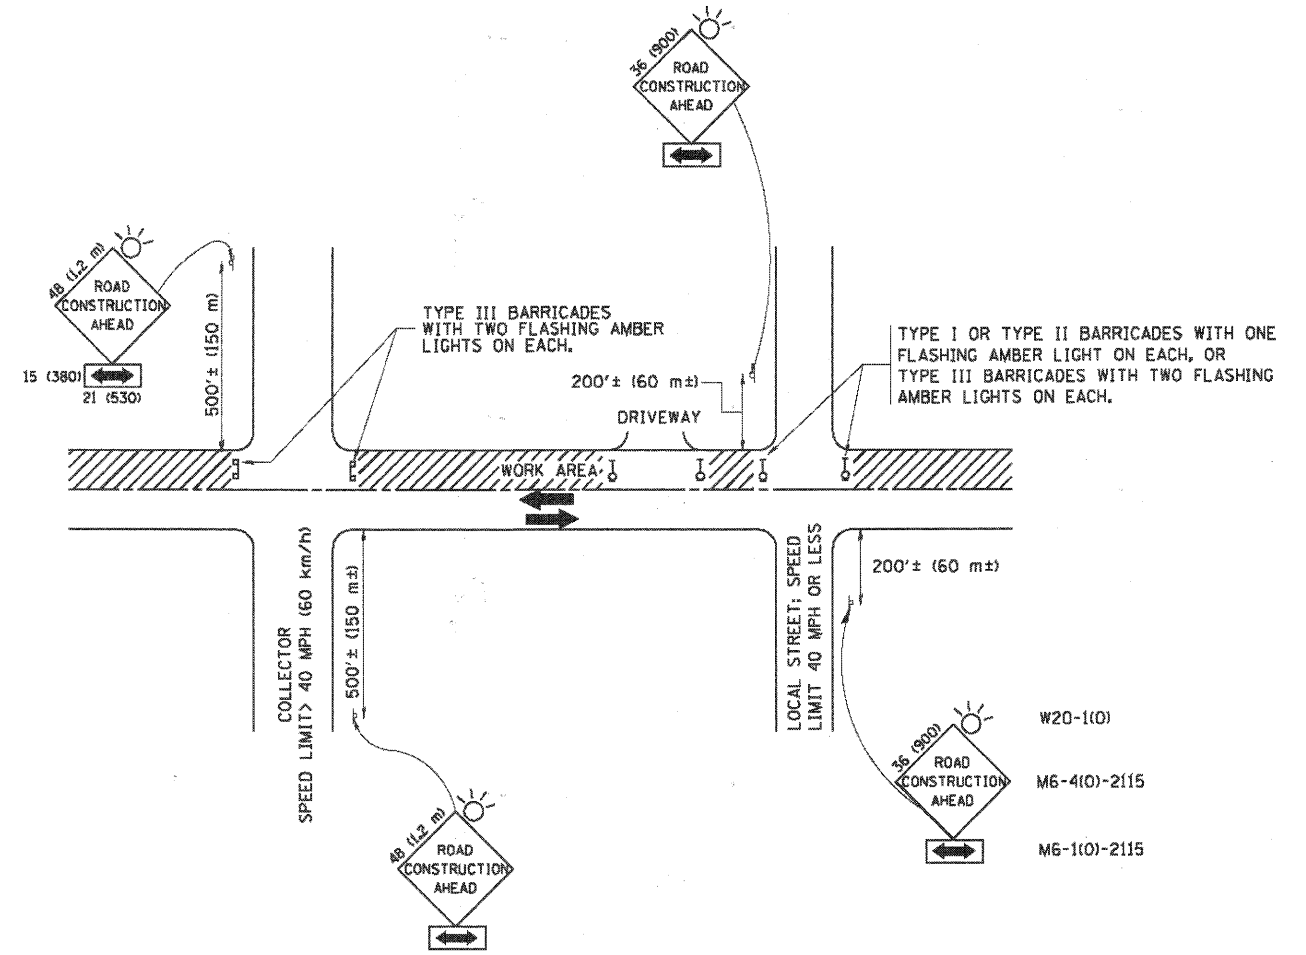 36 (900)
ROAD
CONSTRUCTION
AHEAD
48 (1.2 m)
ROAD
CONSTRUCTION
AHEAD
15 (380)
21 (530)
500'± (150 m)
TYPE III BARRICADES
WITH TWO FLASHING AMBER
LIGHTS ON EACH.
200'± (60 m±)
DRIVEWAY
TYPE I OR TYPE II BARRICADES WITH ONE
FLASHING AMBER LIGHT ON EACH, OR
TYPE III BARRICADES WITH TWO FLASHING
AMBER LIGHTS ON EACH.
WORK AREA
COLLECTOR
SPEED LIMIT> 40 MPH (60 km/h)
500'± (150 m±)
LOCAL STREET; SPEED
LIMIT 40 MPH OR LESS
200'± (60 m±)
48 (1.2 m)
ROAD
CONSTRUCTION
AHEAD
36 (900)
ROAD
CONSTRUCTION
AHEAD
W20-1(O)
M6-4(O)-2115
M6-1(O)-2115